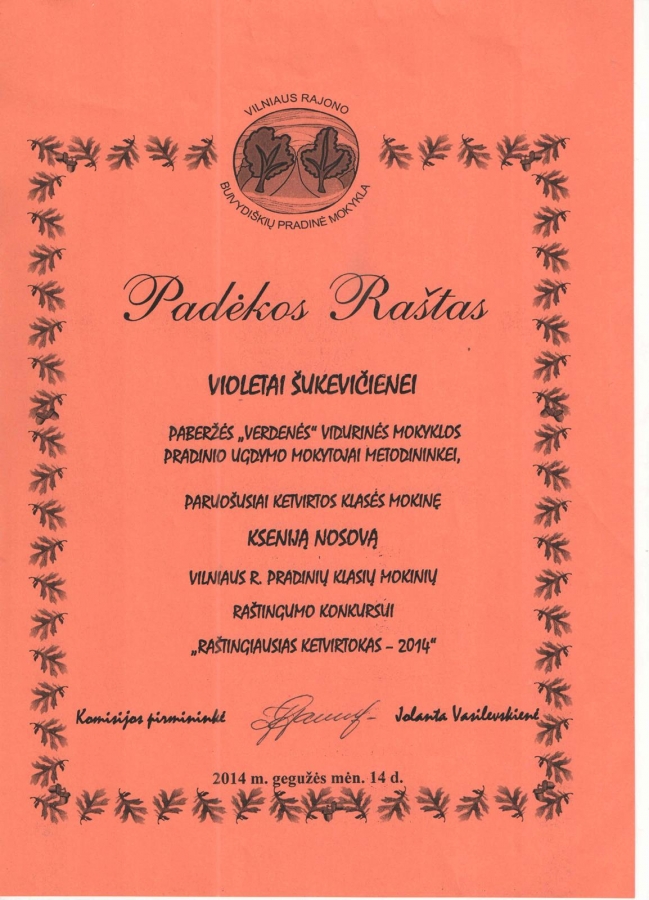 VILNIAUS RAJONO
BUIVYDIŠKIŲ PRADINĖ MOKYKLA
Padėkos Raštas
VIOLETAI ŠUKEVIČIENEI
PABERŽĖS „VERDENĖS“ VIDURINĖS MOKYKLOS
PRADINIO UGDYMO MOKYTOJAI METODININKEI,
PARUOŠUSIAI KETVIRTOS KLASĖS MOKINĘ
KSENIJĄ NOSOVĄ
VILNIAUS R. PRADINIŲ KLASIŲ MOKINIŲ
RAŠTINGUMO KONKURSUI
„RAŠTINGIAUSIAS KETVIRTOKAS – 2014“
Komisijos pirmininkė Jolanta Vasilevskienė
2014 m. gegužės mėn. 14 d.